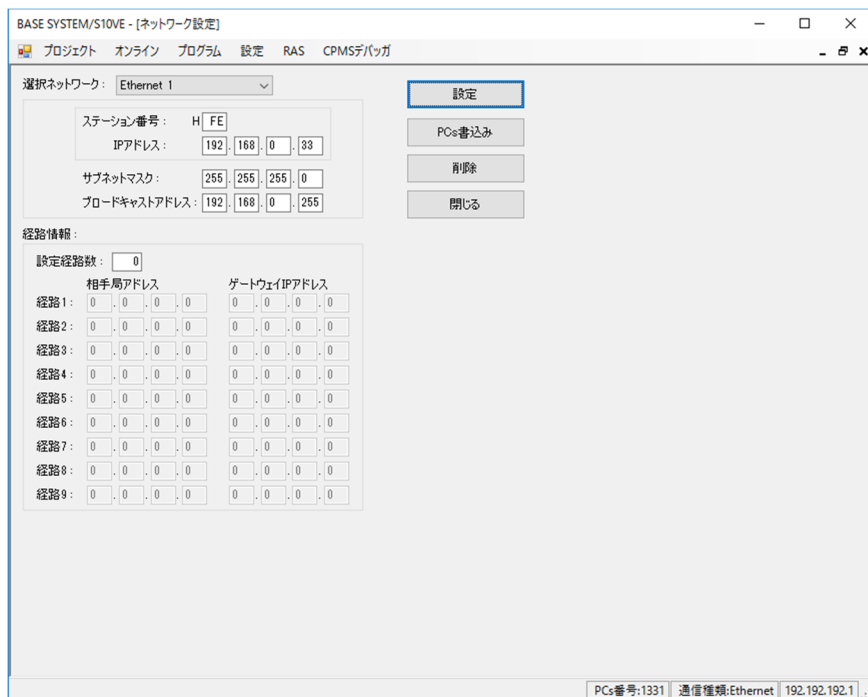 BASE SYSTEM/S10VE - [ネットワーク設定]
プロジェクト オンライン プログラム 設定 RAS CPMSデバッガ
選択ネットワーク: Ethernet 1
設定
ステーション番号: H FE
PCs書込み
IPアドレス: 192 . 168 . 0 . 33
削除
サブネットマスク: 255 . 255 . 255 . 0
ブロードキャストアドレス: 192 . 168 . 0 . 255
閉じる
経路情報:
設定経路数: 0
相手局アドレス ゲートウェイIPアドレス
経路1: 0 . 0 . 0 . 0 0 . 0 . 0 . 0
経路2: 0 . 0 . 0 . 0 0 . 0 . 0 . 0
経路3: 0 . 0 . 0 . 0 0 . 0 . 0 . 0
経路4: 0 . 0 . 0 . 0 0 . 0 . 0 . 0
経路5: 0 . 0 . 0 . 0 0 . 0 . 0 . 0
経路6: 0 . 0 . 0 . 0 0 . 0 . 0 . 0
経路7: 0 . 0 . 0 . 0 0 . 0 . 0 . 0
経路8: 0 . 0 . 0 . 0 0 . 0 . 0 . 0
経路9: 0 . 0 . 0 . 0 0 . 0 . 0 . 0
PCs番号:1331 通信種類:Ethernet 192.192.192.1